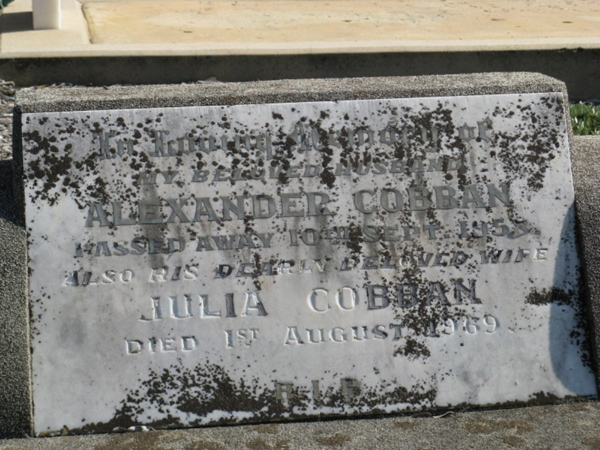 In Loving Memory of
MY BELOVED HUSBAND
ALEXANDER COBBAN
PASSED AWAY 10TH SEPT. 1958.
ALSO HIS DEARLY BELOVED WIFE
JULIA COBBAN
DIED 1ST AUGUST 1969.
R.I.P.